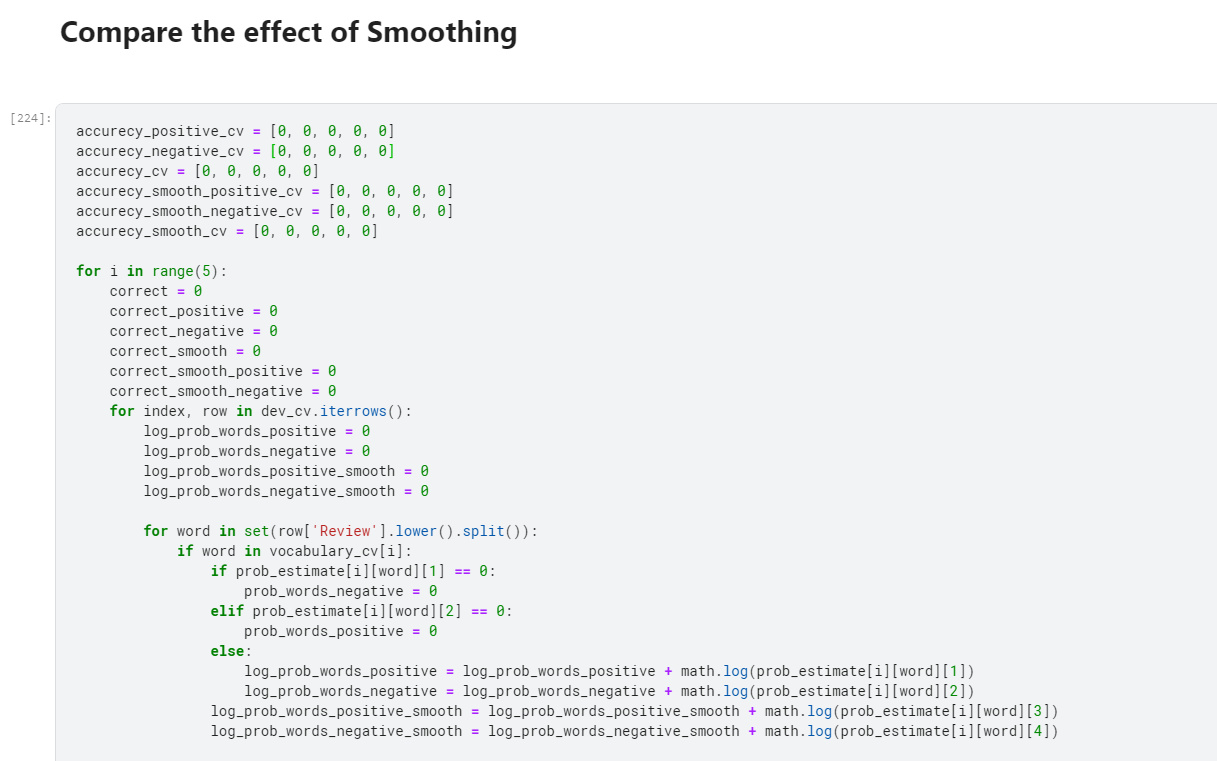 Compare the effect of Smoothing
[224]:
accurecy_positive_cv = [0, 0, 0, 0, 0]
accurecy_negative_cv = [0, 0, 0, 0, 0]
accurecy_cv = [0, 0, 0, 0, 0]
accurecy_smooth_positive_cv = [0, 0, 0, 0, 0]
accurecy_smooth_negative_cv = [0, 0, 0, 0, 0]
accurecy_smooth_cv = [0, 0, 0, 0, 0]

for i in range(5):
    correct = 0
    correct_positive = 0
    correct_negative = 0
    correct_smooth = 0
    correct_smooth_positive = 0
    correct_smooth_negative = 0
    for index, row in dev_cv.iterrows():
        log_prob_words_positive = 0
        log_prob_words_negative = 0
        log_prob_words_positive_smooth = 0
        log_prob_words_negative_smooth = 0

        for word in set(row['Review'].lower().split()):
            if word in vocabulary_cv[i]:
                if prob_estimate[i][word][1] == 0:
                    prob_words_negative = 0
                elif prob_estimate[i][word][2] == 0:
                    prob_words_positive = 0
                else:
                    log_prob_words_positive = log_prob_words_positive + math.log(prob_estimate[i][word][1])
                    log_prob_words_negative = log_prob_words_negative + math.log(prob_estimate[i][word][2])
                log_prob_words_positive_smooth = log_prob_words_positive_smooth + math.log(prob_estimate[i][word][3])
                log_prob_words_negative_smooth = log_prob_words_negative_smooth + math.log(prob_estimate[i][word][4])